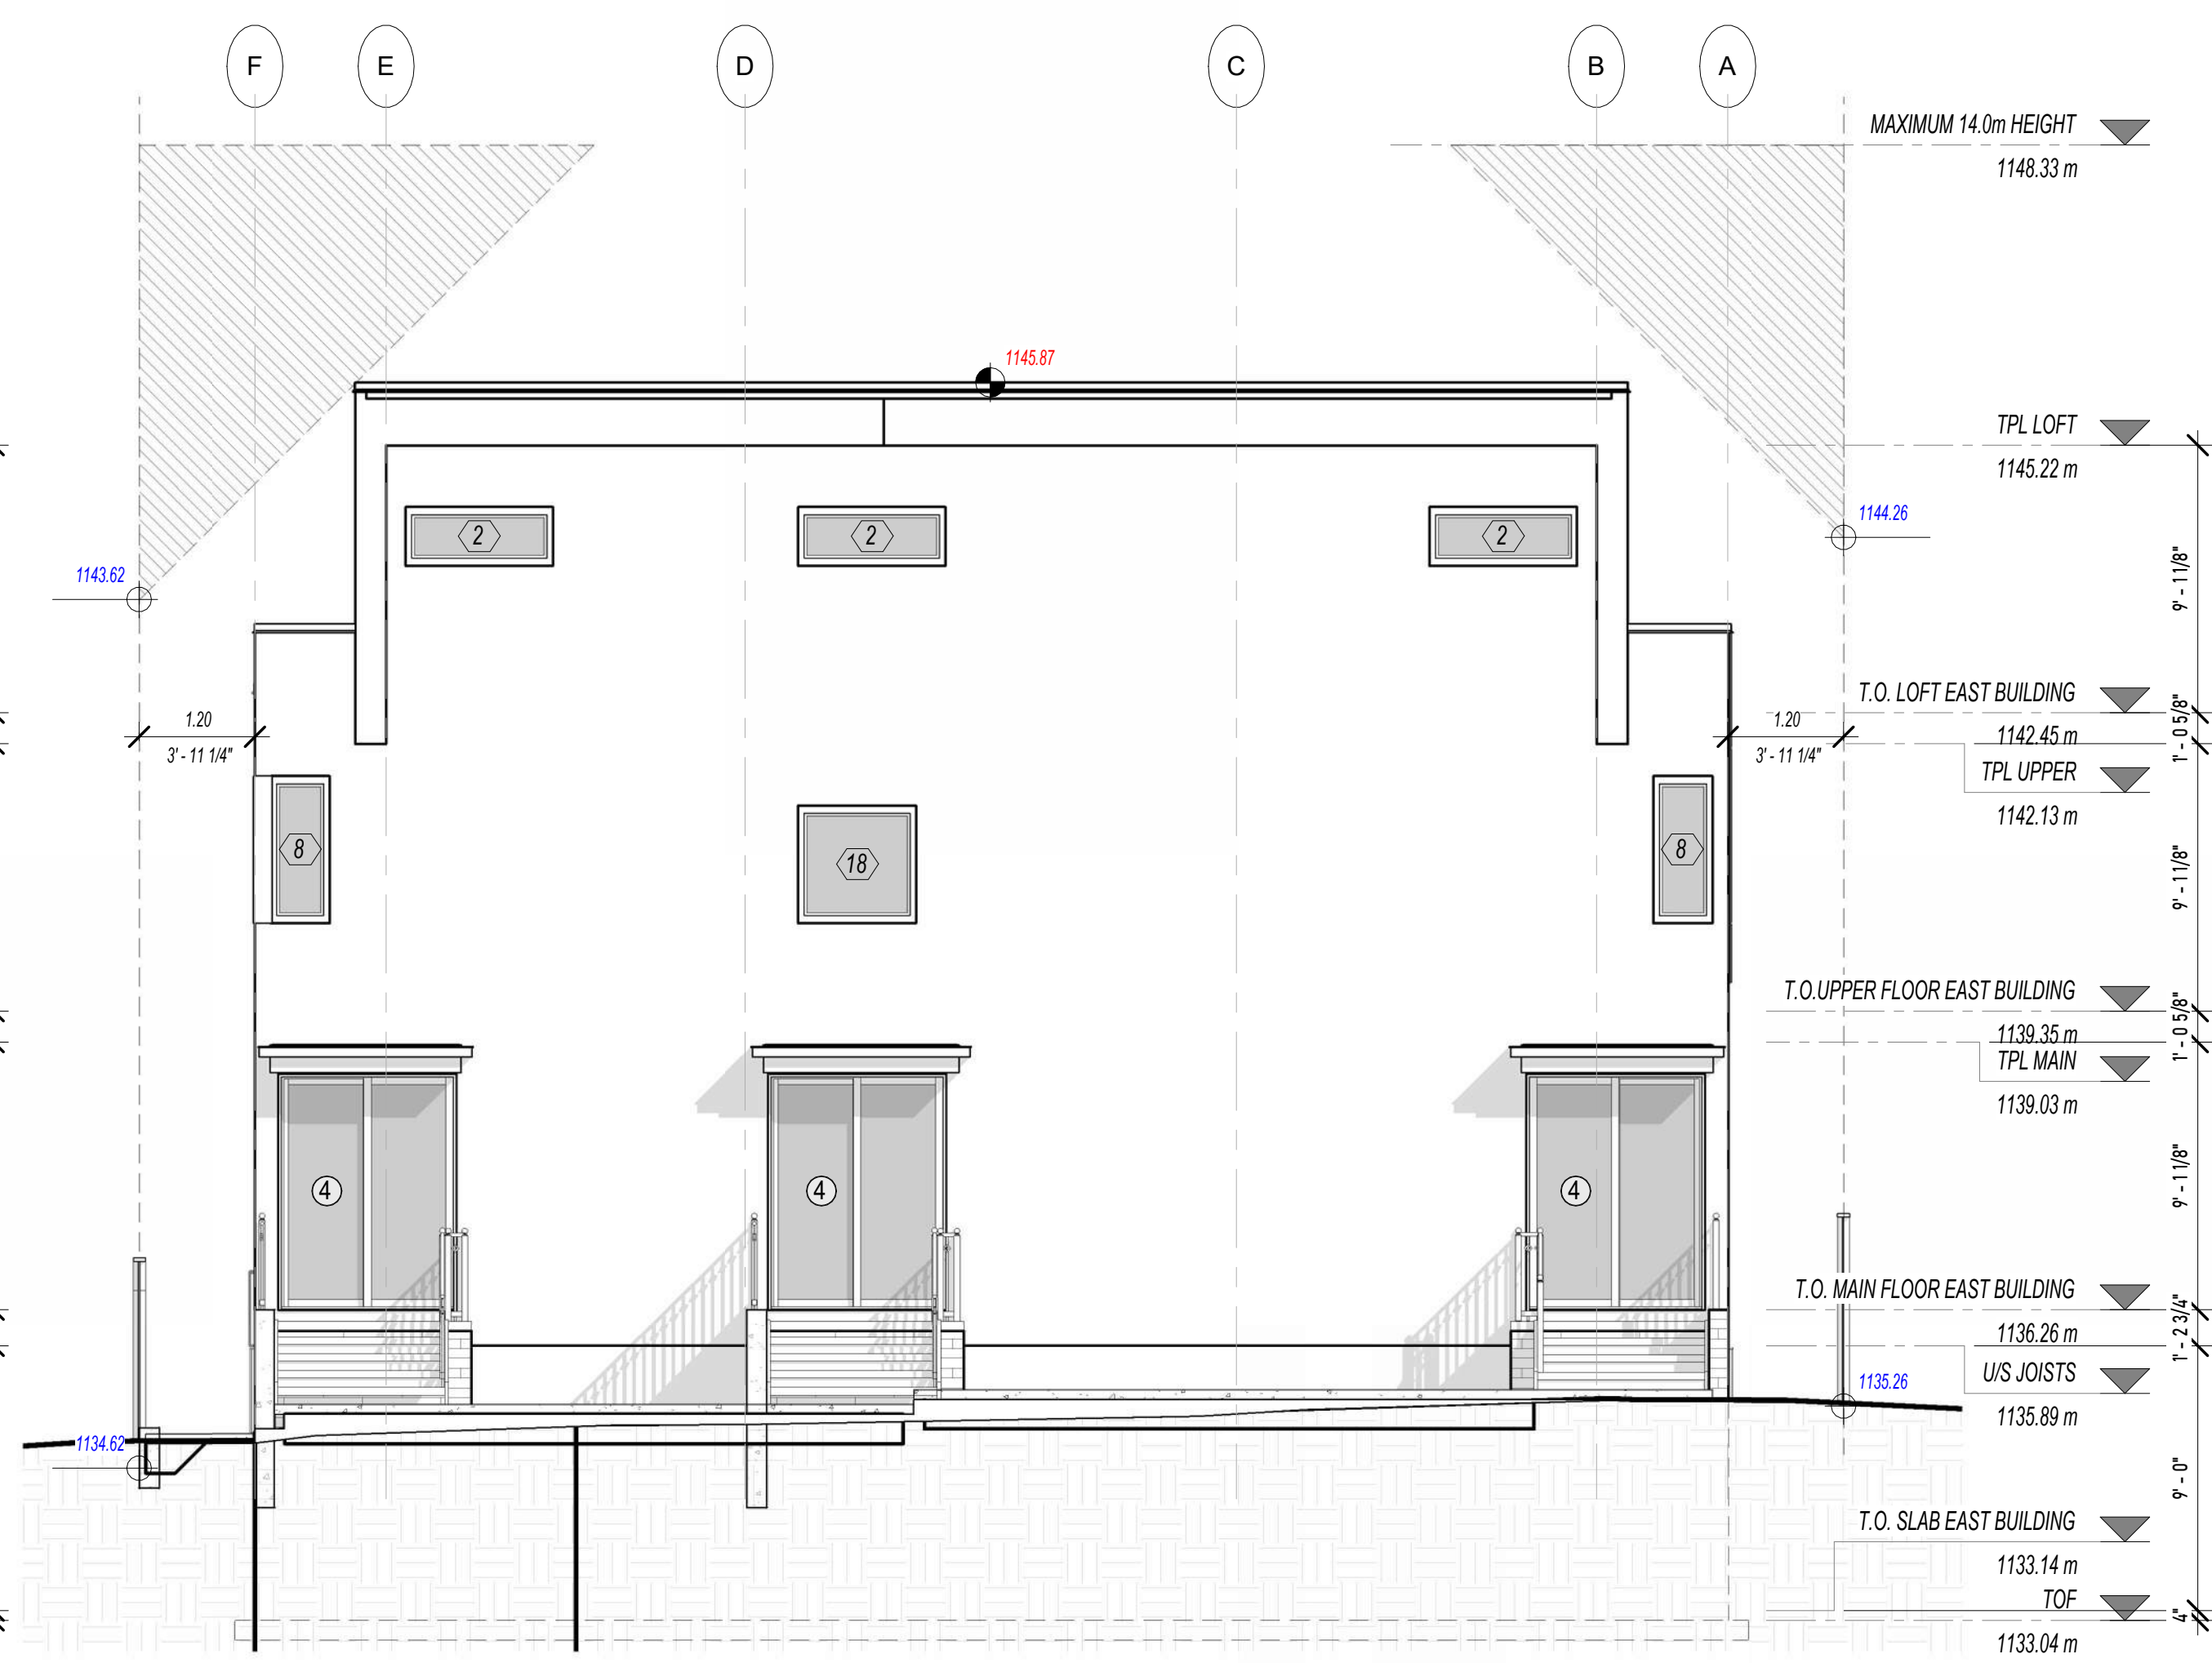 F E D C B A
MAXIMUM 14.0m HEIGHT
1148.33 m
1145.87
TPL LOFT
1145.22 m
2 2 2
1144.26
1143.62
9' - 1 1/8"
T.O. LOFT EAST BUILDING
1.20 1.20
1142.45 m
1' - 0 5/8"
3' - 11 1/4" 3' - 11 1/4"
TPL UPPER
1142.13 m
8 18 8
9' - 1 1/8"
T.O.UPPER FLOOR EAST BUILDING
1139.35 m
1' - 0 5/8"
TPL MAIN
1139.03 m
4 4 4
9' - 1 1/8"
T.O. MAIN FLOOR EAST BUILDING
1136.26 m
1' - 2 3/4"
U/S JOISTS
1135.26
1135.89 m
1134.62
9' - 0"
T.O. SLAB EAST BUILDING
1133.14 m
TOF
4"
1133.04 m